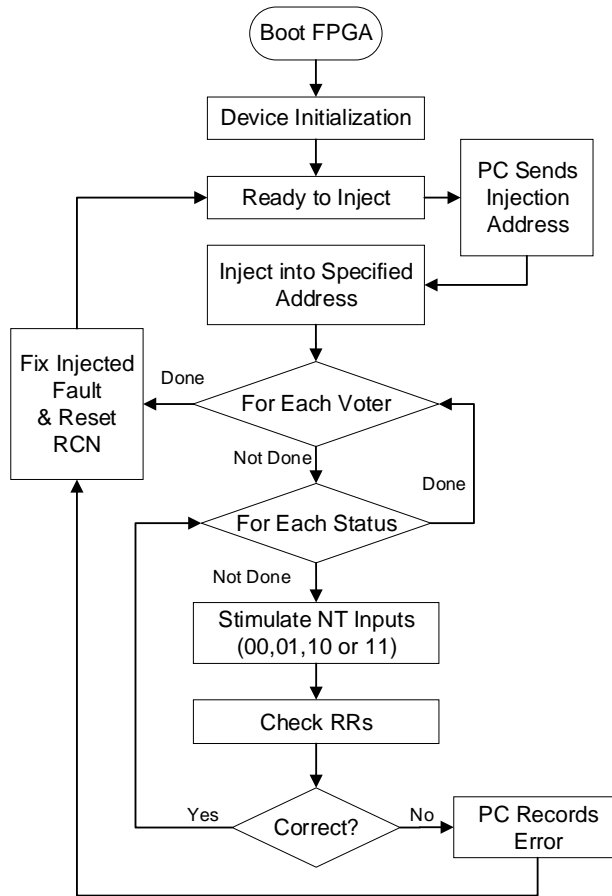 Boot FPGA
Device Initialization
Ready to Inject
PC Sends
Injection
Address
Inject into Specified
Address
Fix Injected
Fault
& Reset
RCN
Done
For Each Voter
Not Done
Done
For Each Status
Not Done
Stimulate NT Inputs
(00,01,10 or 11)
Check RRs
Yes
Correct?
No
PC Records
Error